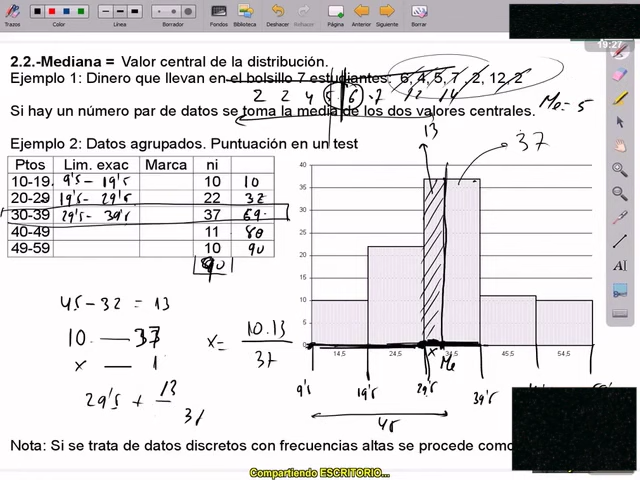 Trazos Color Línea Borrador Fondos Biblioteca Deshacer Rehacer Cursor Borrar Página Anterior Siguiente
19:27
2.2.-Mediana = Valor central de la distribución.
Ejemplo 1: Dinero que llevan en el bolsillo 7 estudiantes. 6, 4, 5, 7, 2, 12, 2
2 2 4 5 6 7 12 14
Me = 5
Si hay un número par de datos se toma la media de los dos valores centrales.
13
37
Ejemplo 2: Datos agrupados. Puntuación en un test
Ptos Lim. exac Marca ni
10-19 9'5 - 19'5 10 10
20-29 19'5 - 29'5 22 32
30-39 29'5 - 39'5 37 69
40-49 11 80
49-59 10 90
90
40
35
30
25
20
15
10
5
0
14,5 24,5 34,5 45,5 54,5
x Me
9'5 19'5 29'5 39'5
45
45 - 32 = 13
10 — 37
x — 1
x = 10.13 / 37
29'5 + 13
Nota: Si se trata de datos discretos con frecuencias altas se procede como
Compartiendo ESCRITORIO...